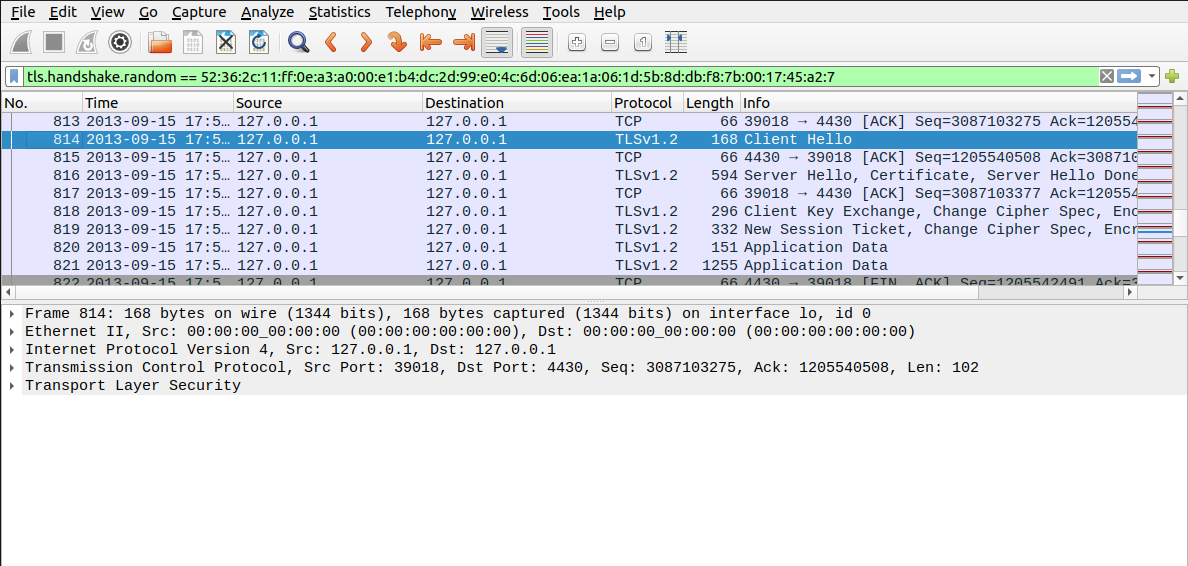 File Edit View Go Capture Analyze Statistics Telephony Wireless Tools Help
tls.handshake.random == 52:36:2c:11:ff:0e:a3:a0:00:e1:b4:dc:2d:99:e0:4c:6d:06:ea:1a:06:1d:5b:8d:db:f8:7b:00:17:45:a2:7
No. Time Source Destination Protocol Length Info
813 2013-09-15 17:5… 127.0.0.1 127.0.0.1 TCP 66 39018 → 4430 [ACK] Seq=3087103275 Ack=120554
814 2013-09-15 17:5… 127.0.0.1 127.0.0.1 TLSv1.2 168 Client Hello
815 2013-09-15 17:5… 127.0.0.1 127.0.0.1 TCP 66 4430 → 39018 [ACK] Seq=1205540508 Ack=308710
816 2013-09-15 17:5… 127.0.0.1 127.0.0.1 TLSv1.2 594 Server Hello, Certificate, Server Hello Done
817 2013-09-15 17:5… 127.0.0.1 127.0.0.1 TCP 66 39018 → 4430 [ACK] Seq=3087103377 Ack=120554
818 2013-09-15 17:5… 127.0.0.1 127.0.0.1 TLSv1.2 296 Client Key Exchange, Change Cipher Spec, Enc
819 2013-09-15 17:5… 127.0.0.1 127.0.0.1 TLSv1.2 332 New Session Ticket, Change Cipher Spec, Encr
820 2013-09-15 17:5… 127.0.0.1 127.0.0.1 TLSv1.2 151 Application Data
821 2013-09-15 17:5… 127.0.0.1 127.0.0.1 TLSv1.2 1255 Application Data
822 2013-09-15 17:5… 127.0.0.1 127.0.0.1 TCP 66 4430 → 39018 [FIN, ACK] Seq=1205542491 Ack=3
Frame 814: 168 bytes on wire (1344 bits), 168 bytes captured (1344 bits) on interface lo, id 0
Ethernet II, Src: 00:00:00_00:00:00 (00:00:00:00:00:00), Dst: 00:00:00_00:00:00 (00:00:00:00:00:00)
Internet Protocol Version 4, Src: 127.0.0.1, Dst: 127.0.0.1
Transmission Control Protocol, Src Port: 39018, Dst Port: 4430, Seq: 3087103275, Ack: 1205540508, Len: 102
Transport Layer Security